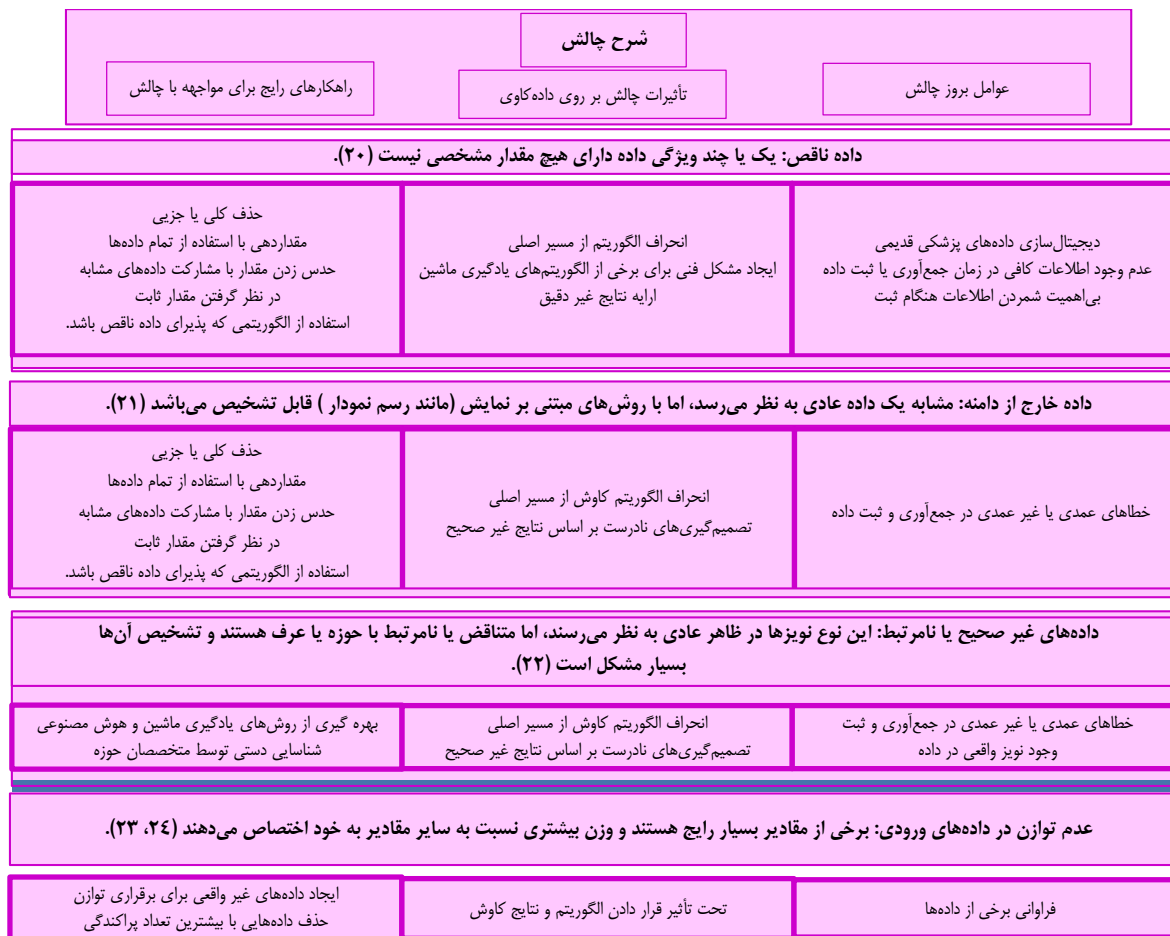 شرح چالش
عوامل بروز چالش
تأثیرات چالش بر روی داده‌کاوی
راهکارهای رایج برای مواجهه با چالش
داده ناقص: یک یا چند ویژگی داده دارای هیچ مقدار مشخصی نیست (۲۰).
دیجیتال‌سازی داده‌های پزشکی قدیمی
عدم وجود اطلاعات کافی در زمان جمع‌آوری یا ثبت داده
بی‌اهمیت شمردن اطلاعات هنگام ثبت
انحراف الگوریتم از مسیر اصلی
ایجاد مشکل فنی برای برخی از الگوریتم‌های یادگیری ماشین
ارایه نتایج غیر دقیق
حذف کلی یا جزیی
مقداردهی با استفاده از تمام داده‌ها
حدس زدن مقدار با مشارکت داده‌های مشابه
در نظر گرفتن مقدار ثابت
استفاده از الگوریتمی که پذیرای داده ناقص باشد.
داده خارج از دامنه: مشابه یک داده عادی به نظر می‌رسد، اما با روش‌های مبتنی بر نمایش (مانند رسم نمودار ) قابل تشخیص می‌باشد (۲۱).
خطاهای عمدی یا غیر عمدی در جمع‌آوری و ثبت داده
انحراف الگوریتم کاوش از مسیر اصلی
تصمیم‌گیری‌های نادرست بر اساس نتایج غیر صحیح
حذف کلی یا جزیی
مقداردهی با استفاده از تمام داده‌ها
حدس زدن مقدار با مشارکت داده‌های مشابه
در نظر گرفتن مقدار ثابت
استفاده از الگوریتمی که پذیرای داده ناقص باشد.
داده‌های غیر صحیح یا نامرتبط: این نوع نویزها در ظاهر عادی به نظر می‌رسند، اما متناقض یا نامرتبط با حوزه یا عرف هستند و تشخیص آن‌ها
بسیار مشکل است (۲۲).
خطاهای عمدی یا غیر عمدی در جمع‌آوری و ثبت
وجود نویز واقعی در داده
انحراف الگوریتم کاوش از مسیر اصلی
تصمیم‌گیری‌های نادرست بر اساس نتایج غیر صحیح
بهره گیری از روش‌های یادگیری ماشین و هوش مصنوعی
شناسایی دستی توسط متخصصان حوزه
عدم توازن در داده‌های ورودی: برخی از مقادیر بسیار رایج هستند و وزن بیشتری نسبت به سایر مقادیر به خود اختصاص می‌دهند (۲٤، ۲۳).
فراوانی برخی از داده‌ها
تحت تأثیر قرار دادن الگوریتم و نتایج کاوش
ایجاد داده‌های غیر واقعی برای برقراری توازن
حذف داده‌هایی با بیشترین تعداد پراکندگی